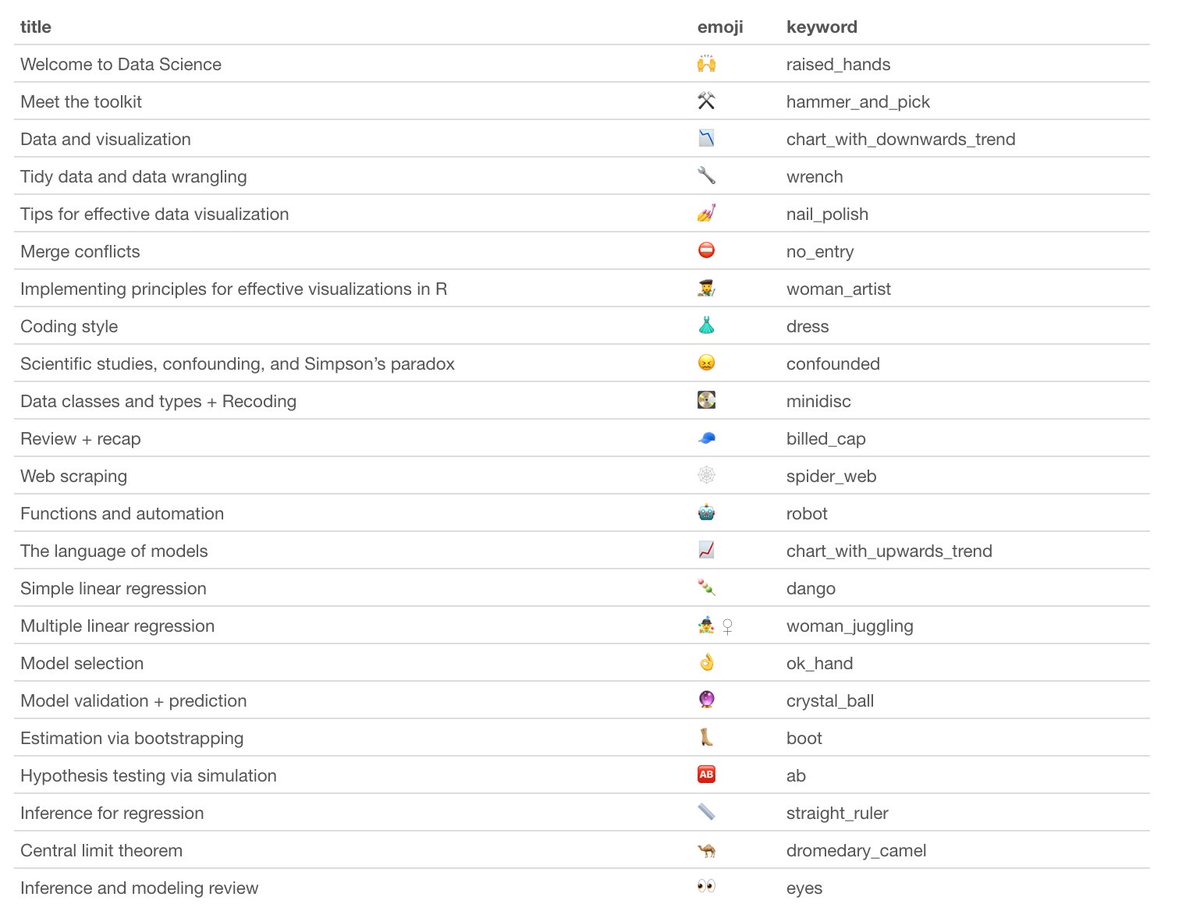 title emoji keyword
Welcome to Data Science 🙌 raised_hands
Meet the toolkit ⚒ hammer_and_pick
Data and visualization 📉 chart_with_downwards_trend
Tidy data and data wrangling 🔧 wrench
Tips for effective data visualization 💅 nail_polish
Merge conflicts ⛔ no_entry
Implementing principles for effective visualizations in R 👩‍🎨 woman_artist
Coding style 👗 dress
Scientific studies, confounding, and Simpson’s paradox 😖 confounded
Data classes and types + Recoding 💽 minidisc
Review + recap 🧢 billed_cap
Web scraping 🕸 spider_web
Functions and automation 🤖 robot
The language of models 📈 chart_with_upwards_trend
Simple linear regression 🍡 dango
Multiple linear regression 🤹 ♀ woman_juggling
Model selection 👌 ok_hand
Model validation + prediction 🔮 crystal_ball
Estimation via bootstrapping 👢 boot
Hypothesis testing via simulation 🆎 ab
Inference for regression 📏 straight_ruler
Central limit theorem 🐪 dromedary_camel
Inference and modeling review 👀 eyes